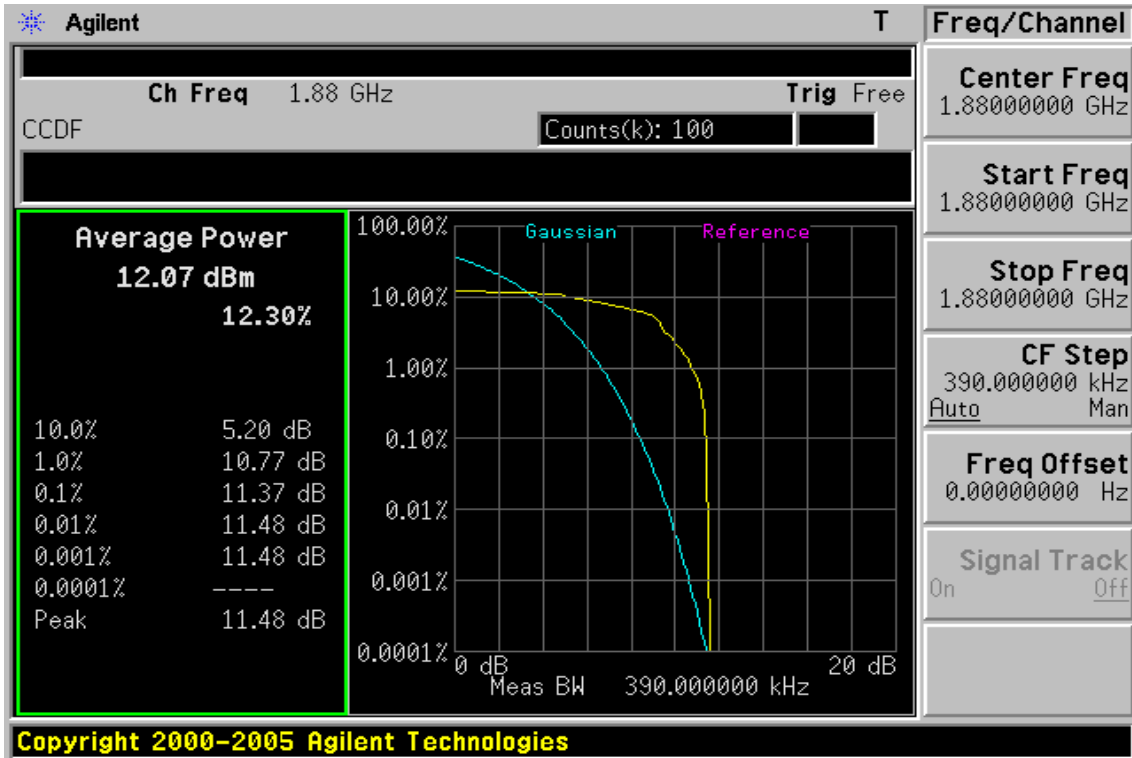 Agilent
T
Freq/Channel
Ch Freq 1.88 GHz
Trig Free
CCDF
Counts(k): 100
Average Power
12.07 dBm
12.30%
10.0% 5.20 dB
1.0% 10.77 dB
0.1% 11.37 dB
0.01% 11.48 dB
0.001% 11.48 dB
0.0001% ----
Peak 11.48 dB
Gaussian
Reference
100.00%
10.00%
1.00%
0.10%
0.01%
0.001%
0.0001%
0 dB
20 dB
Meas BW 390.000000 kHz
Center Freq
1.88000000 GHz
Start Freq
1.88000000 GHz
Stop Freq
1.88000000 GHz
CF Step
390.000000 kHz
Auto Man
Freq Offset
0.00000000 Hz
Signal Track
On Off
Copyright 2000-2005 Agilent Technologies